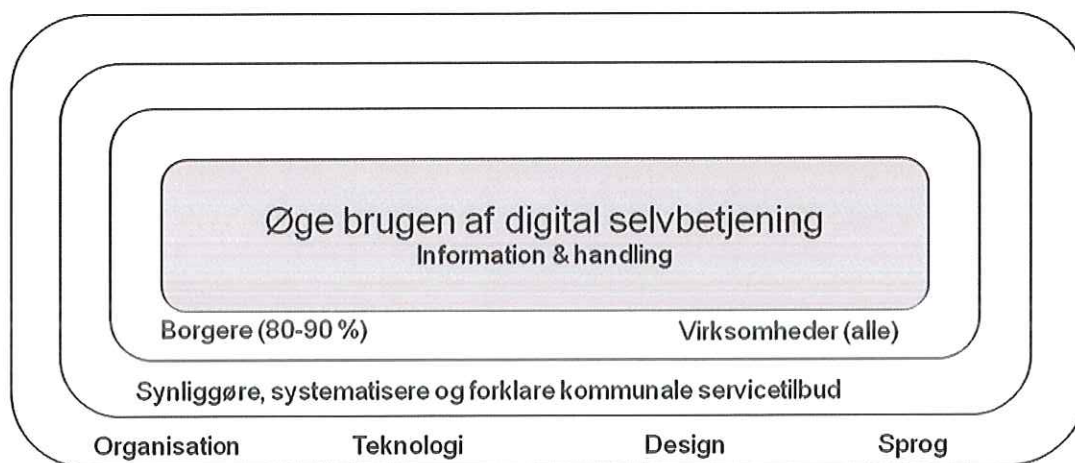 Øge brugen af digital selvbetjening
Information & handling
Borgere (80-90 %) Virksomheder (alle)
Synliggøre, systematisere og forklare kommunale servicetilbud
Organisation Teknologi Design Sprog